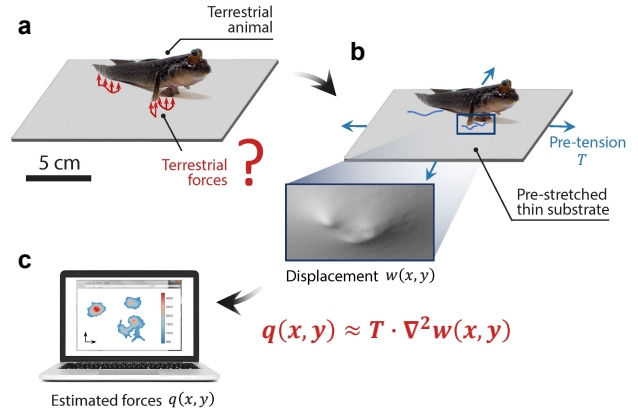 a
Terrestrial
animal
Terrestrial
forces
?
5 cm
b
Pre-tension
T
Pre-stretched
thin substrate
Displacement w(x, y)
c
q(x, y) ≈ T · ∇²w(x, y)
Estimated forces q(x, y)